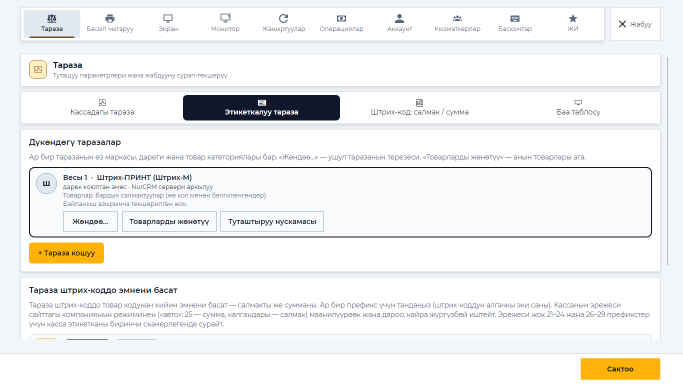 Тараза
Басып чыгаруу
Экран
Монитор
Жаңыртуулар
Операциялар
Аккаунт
Кызматкерлер
Баскычтар
ЖИ
Жабуу
Тараза
Туташуу параметрлери жана жабдууну сурап-текшерүү
Кассадагы тараза
Этикеткалуу тараза
Штрих-код: салмак / сумма
Баа таблосу
Дүкөндөгү таразалар
Ар бир таразанын өз маркасы, дареги жана товар категориялары бар. «Жөндөө…» — ушул таразанын терезеси, «Товарларды жөнөтүү» — анын товарлары ага.
Ш
Весы 1 · Штрих-ПРИНТ (Штрих-М)
дарек коюлган эмес · NurCRM сервери аркылуу
Товарлар: бардык салмактуулар (же кол менен белгиленгендер)
Байланыш азырынча текшерилген жок.
Жөндөө…
Товарларды жөнөтүү
Туташтыруу нускамасы
+ Тараза кошуу
Тараза штрих-коддо эмнени басат
Тараза штрих-коддо товар кодунан кийин эмнени басат — салмакты же сумманы. Ар бир префикс үчүн тандаңыз (штрих-коддун алгачкы эки саны). Кассанын эрежеси
сайттагы компаниянын режиминен («авто»: 25 — сумма, калгандары — салмак) маанилүүрөөк жана дароо, кайра жүргүзбөй иштейт. Эрежеси жок 21–24 жана 26–29 префикстер
үчүн касса этикетканы биринчи сканерлегенде сурайт.
Сактоо